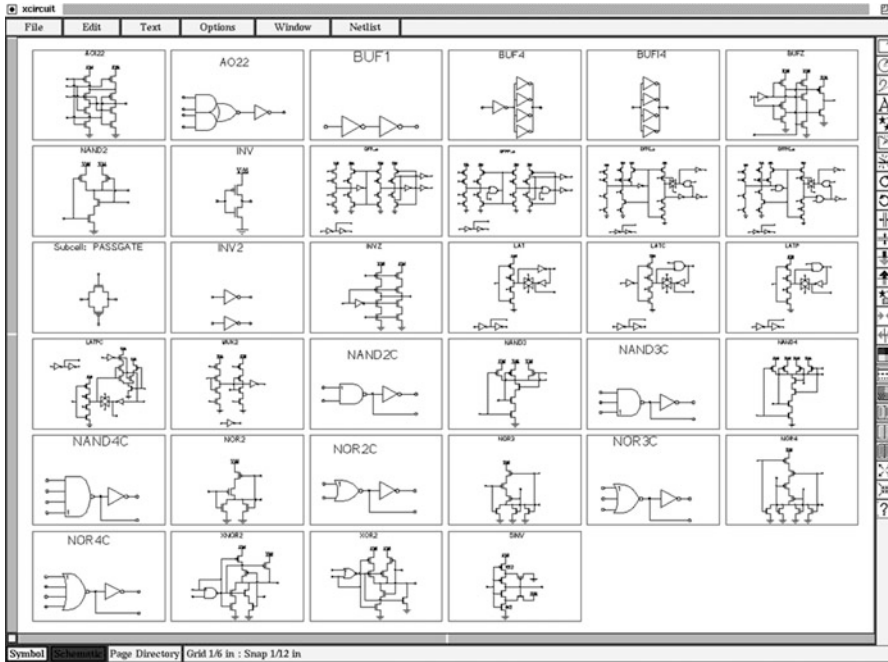 xcircuit
File Edit Text Options Window Netlist
AOI22 AO22 BUF1 BUF4 BUFI4 BUFZ
NAND2 INV
Subcell: PASSGATE INV2 INVZ LAT LATC LATP
LATPC MUX2 NAND2C NAND3 NAND3C NAND4
NAND4C NOR2 NOR2C NOR3 NOR3C NOR4
NOR4C XNOR2 XOR2 SINV
Symbol Schematic Page Directory Grid 1/6 in : Snap 1/12 in